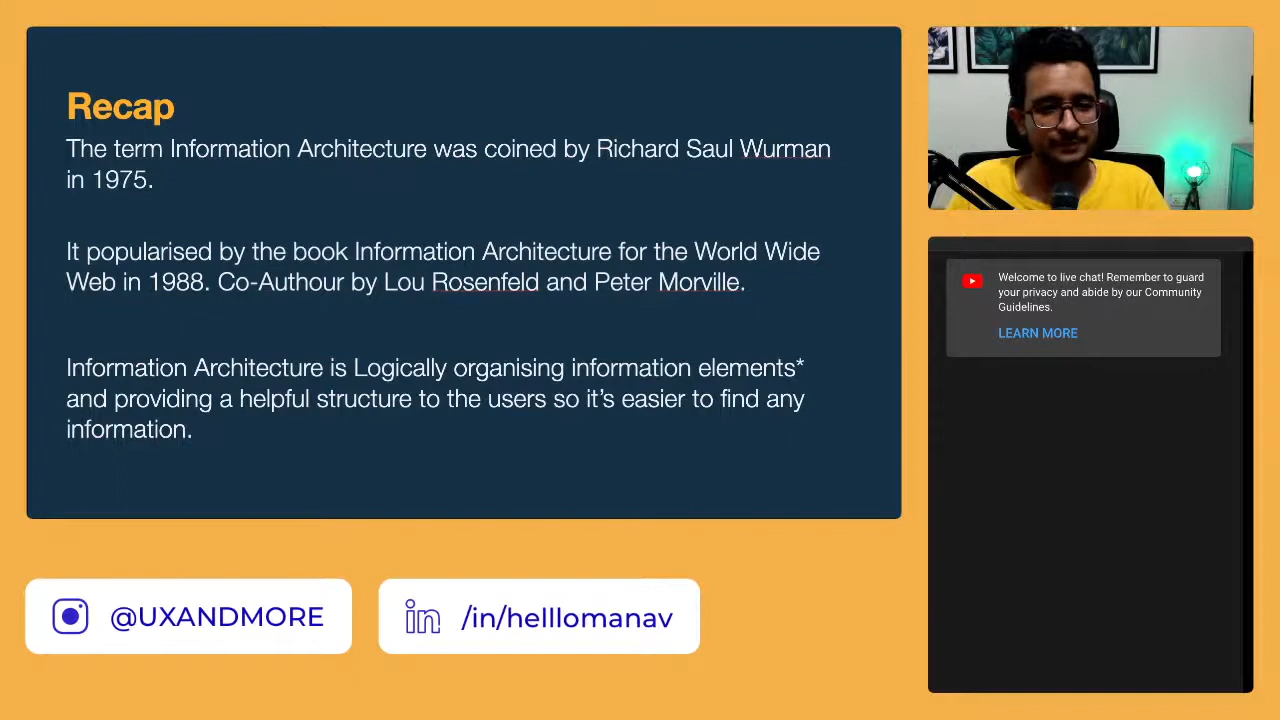 Recap
The term Information Architecture was coined by Richard Saul Wurman
in 1975.
It popularised by the book Information Architecture for the World Wide
Web in 1988. Co-Authour by Lou Rosenfeld and Peter Morville.
Information Architecture is Logically organising information elements*
and providing a helpful structure to the users so it’s easier to find any
information.
Welcome to live chat! Remember to guard
your privacy and abide by our Community
Guidelines.
LEARN MORE
@UXANDMORE
/in/helllomanav